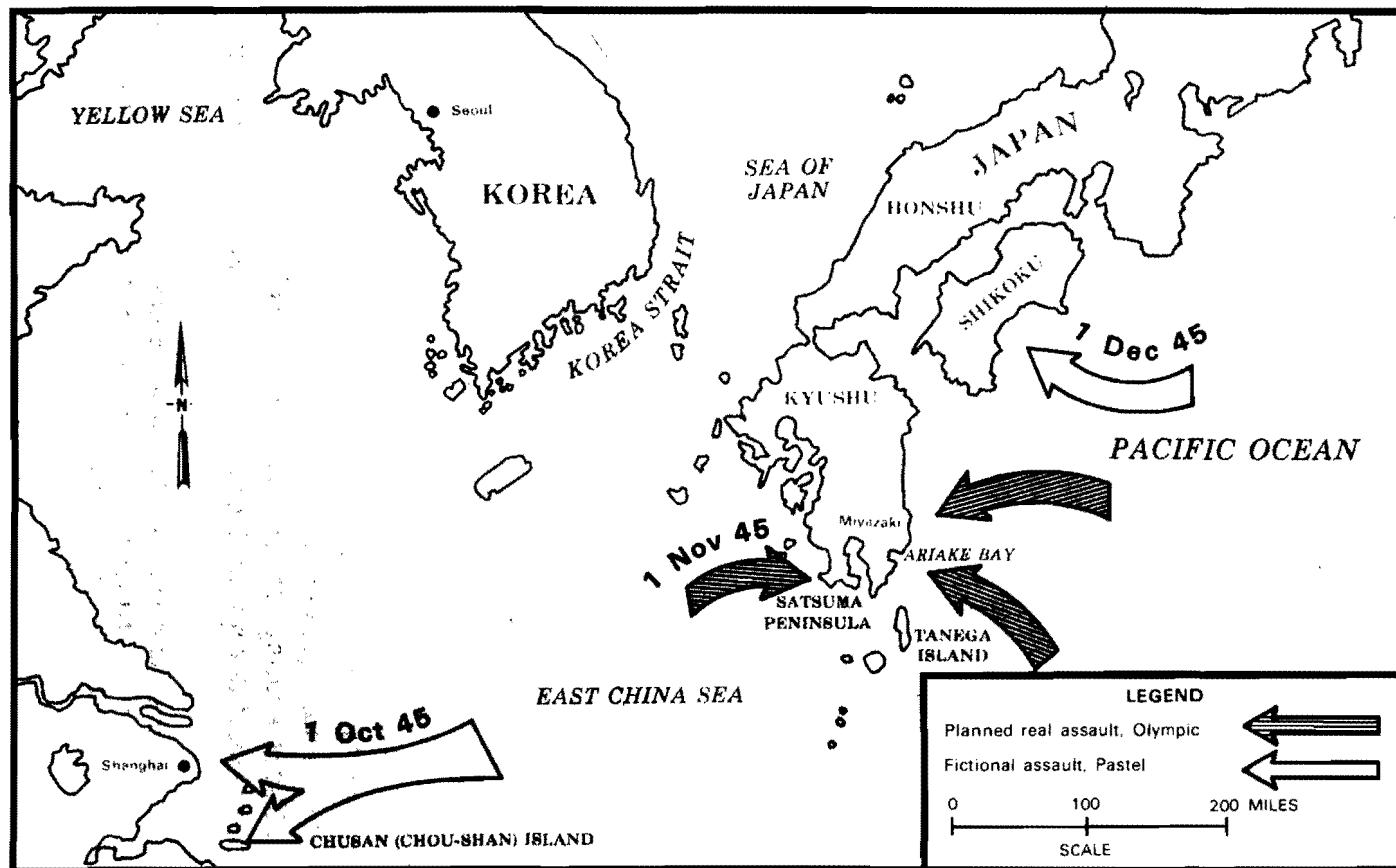 YELLOW SEA
Seoul
KOREA
SEA OF
JAPAN
JAPAN
HONSHU
KOREA STRAIT
SHIKOKU
1 Dec 45
N
KYUSHU
PACIFIC OCEAN
Miyazaki
1 Nov 45
ARIAKE BAY
SATSUMA
PENINSULA
TANEGA
ISLAND
EAST CHINA SEA
1 Oct 45
Shanghai
CHUSAN (CHOU-SHAN) ISLAND
LEGEND
Planned real assault, Olympic
Fictional assault, Pastel
0 100 200 MILES
SCALE